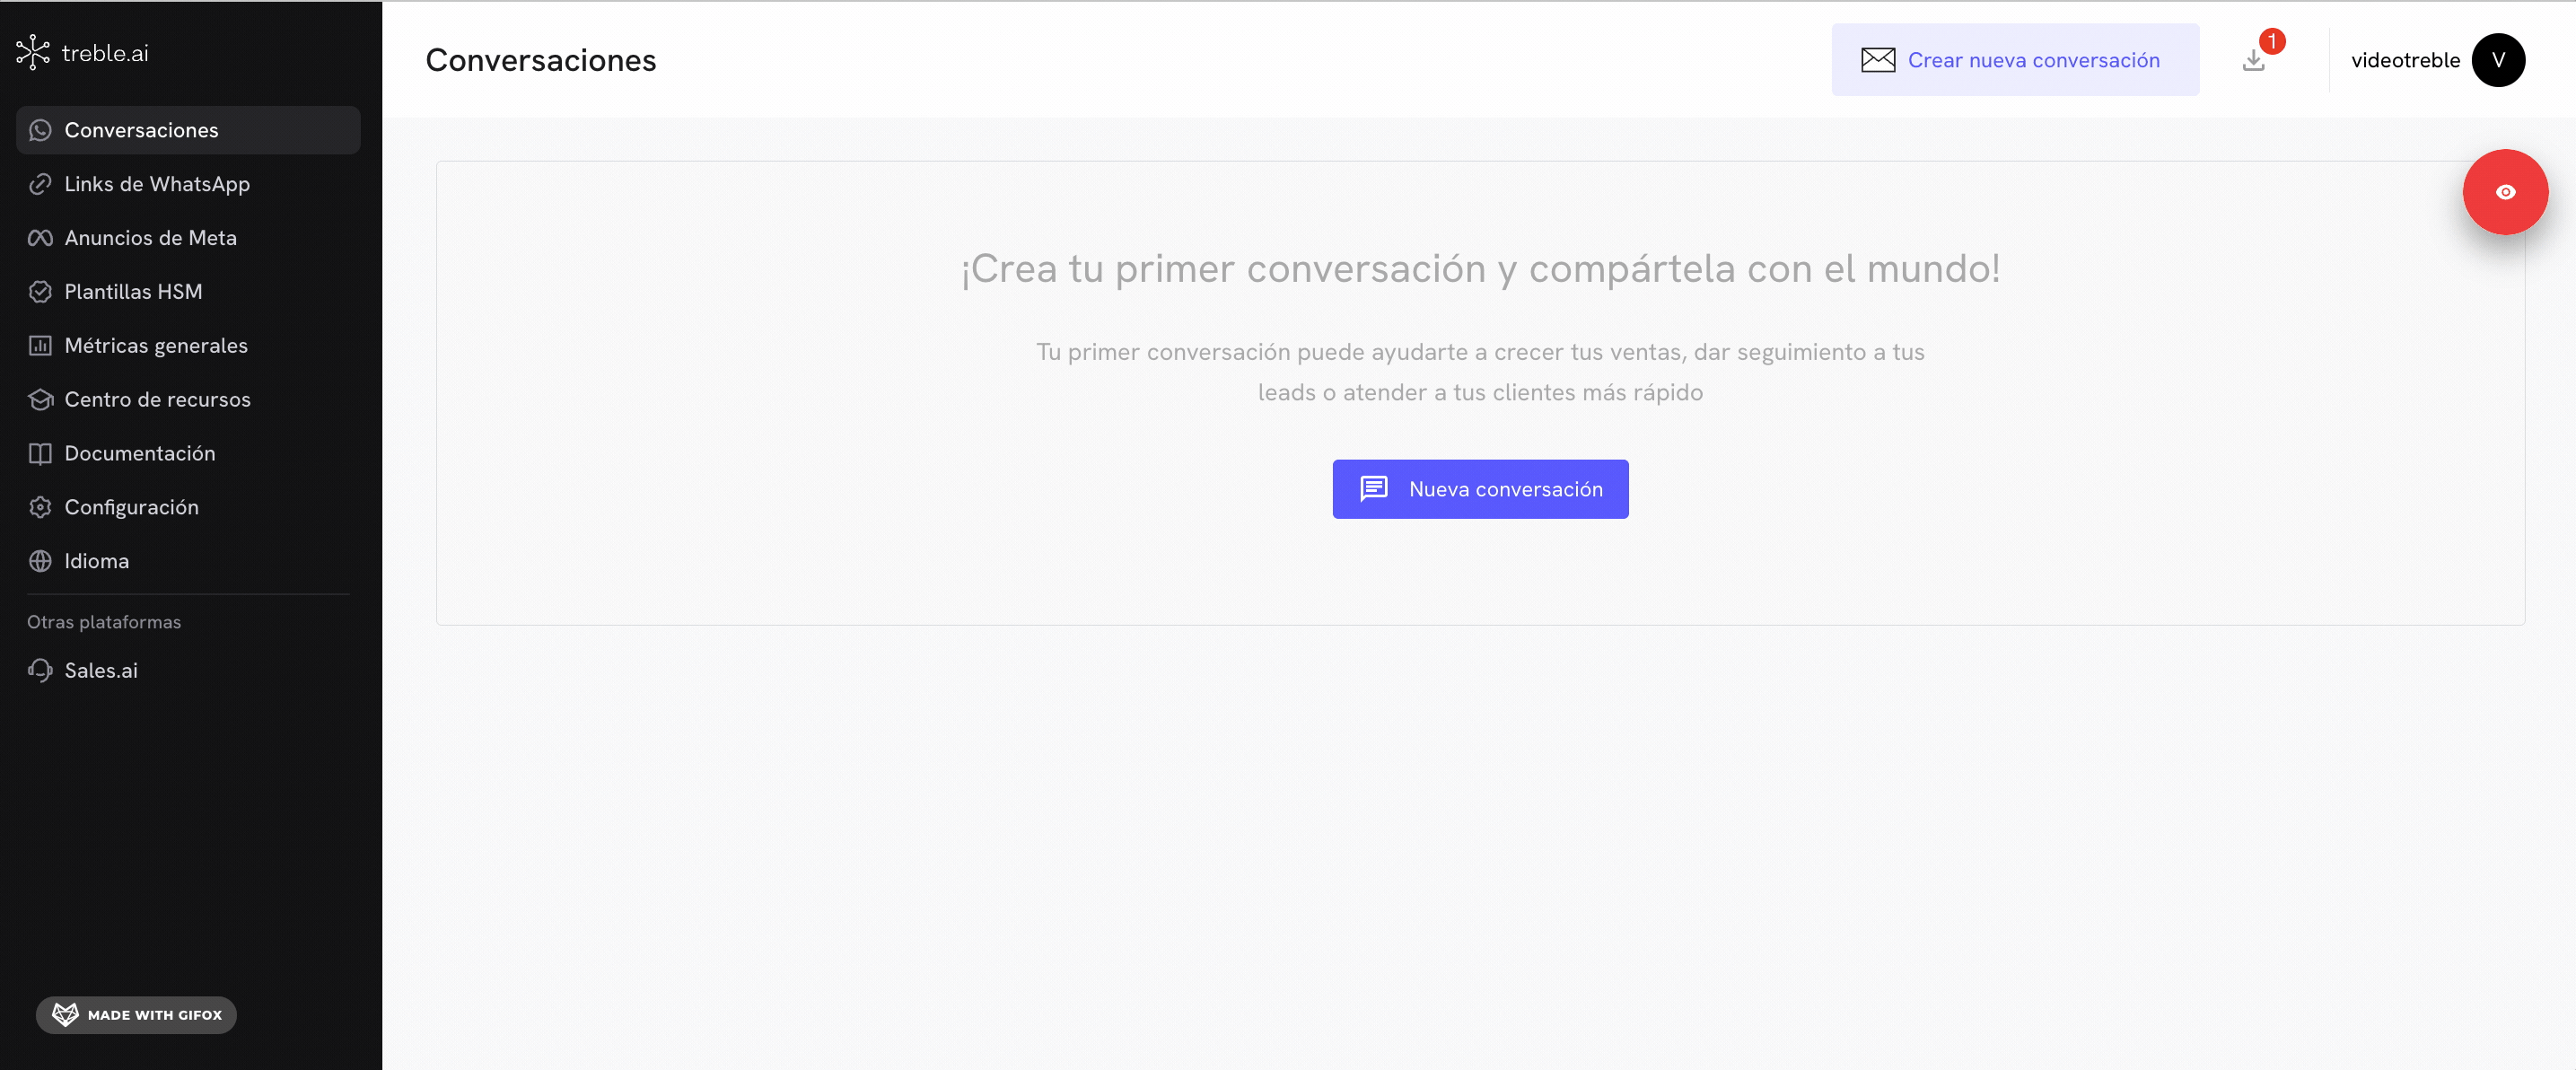 treble.ai
Conversaciones
Links de WhatsApp
Anuncios de Meta
Plantillas HSM
Métricas generales
Centro de recursos
Documentación
Configuración
Idioma
Otras plataformas
Sales.ai
MADE WITH GIFOX
Conversaciones
Crear nueva conversación
1
videotreble
V
¡Crea tu primer conversación y compártela con el mundo!
Tu primer conversación puede ayudarte a crecer tus ventas, dar seguimiento a tus
leads o atender a tus clientes más rápido
Nueva conversación